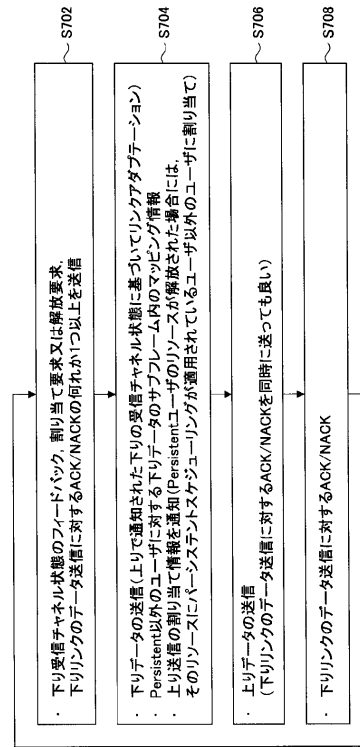 ・ 下り受信チャネル状態のフィードバック, 割り当て要求又は解放要求,
下りリンクのデータ送信に対するACK/NACKの何れか1つ以上を送信
S702
・ 下りデータの送信(上りで通知された下りの受信チャネル状態に基づいてリンクアダプテーション)
・ Persistent以外のユーザに対する下りデータのサブフレーム内のマッピング情報
・ 上り送信の割り当て情報を通知(Persistentユーザのリソースが解放された場合には,
そのリソースにパーシステントスケジューリングが適用されているユーザ以外のユーザに割り当て)
S704
・ 上りデータの送信
(下りリンクのデータ送信に対するACK/NACKを同時に送っても良い)
S706
・ 下りリンクのデータ送信に対するACK/NACK
S708